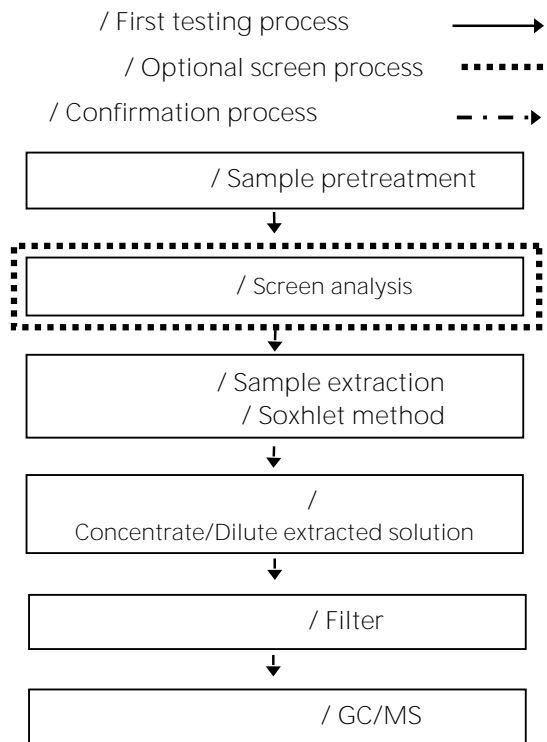 / First testing process
/ Optional screen process
/ Confirmation process
/ Sample pretreatment
/ Screen analysis
/ Sample extraction
/ Soxhlet method
/
Concentrate/Dilute extracted solution
/ Filter
/ GC/MS